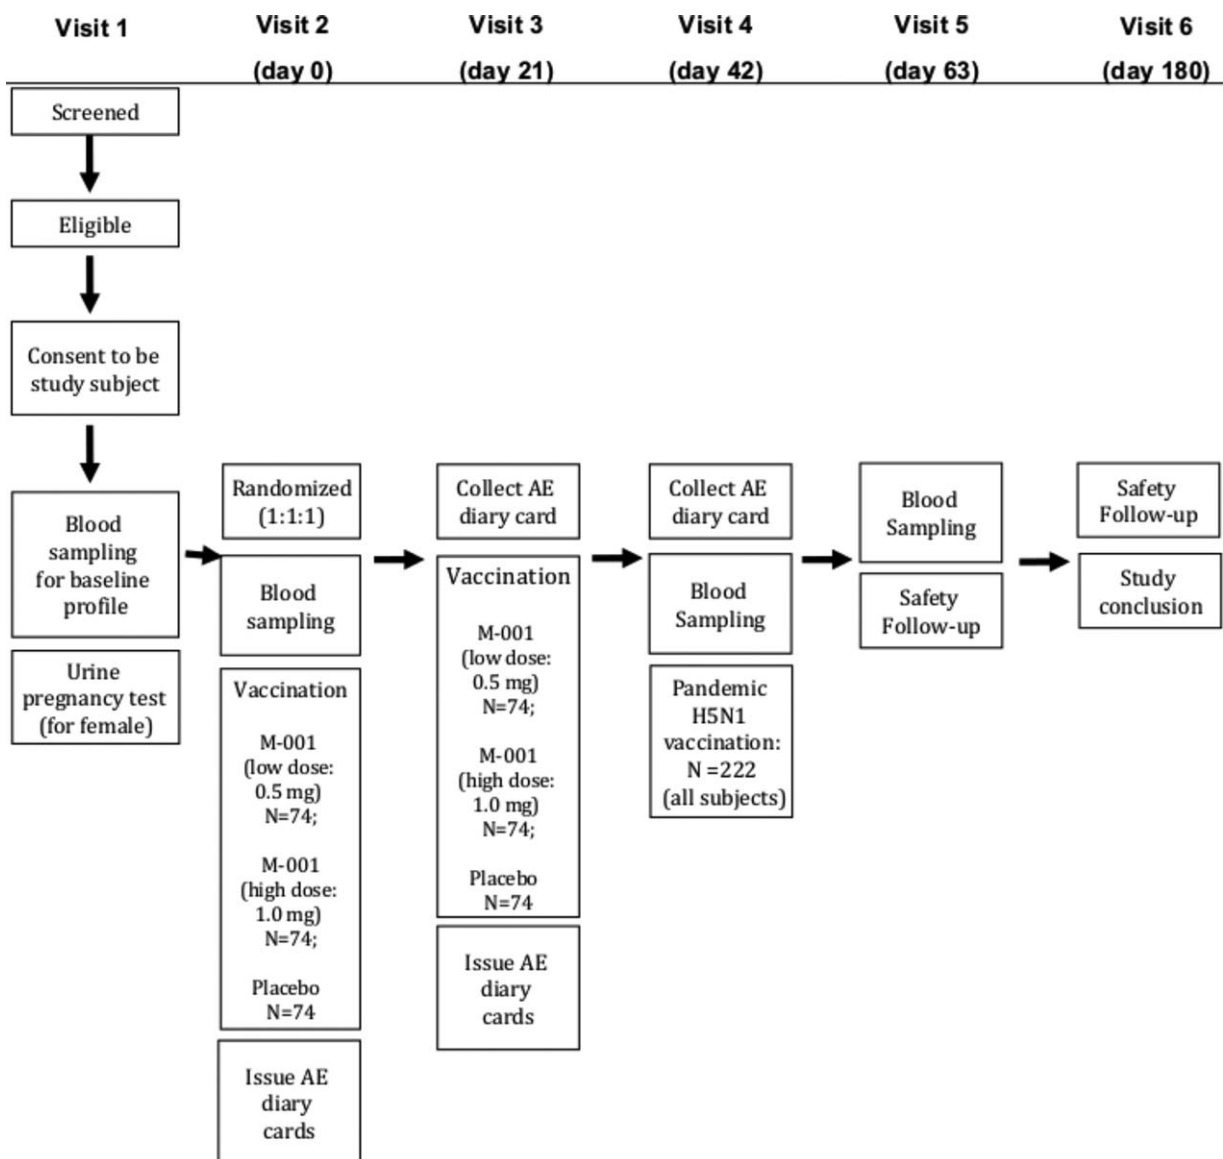 Visit 1
Visit 2
(day 0)
Visit 3
(day 21)
Visit 4
(day 42)
Visit 5
(day 63)
Visit 6
(day 180)
Screened
Eligible
Consent to be
study subject
Blood
sampling
for baseline
profile
Urine
pregnancy test
(for female)
Randomized
(1:1:1)
Blood
sampling
Vaccination
M-001
(low dose:
0.5 mg)
N=74;
M-001
(high dose:
1.0 mg)
N=74;
Placebo
N=74
Issue AE
diary
cards
Collect AE
diary card
Vaccination
M-001
(low dose:
0.5 mg)
N=74;
M-001
(high dose:
1.0 mg)
N=74;
Placebo
N=74
Issue AE
diary
cards
Collect AE
diary card
Blood
Sampling
Pandemic
H5N1
vaccination:
N =222
(all subjects)
Blood
Sampling
Safety
Follow-up
Safety
Follow-up
Study
conclusion